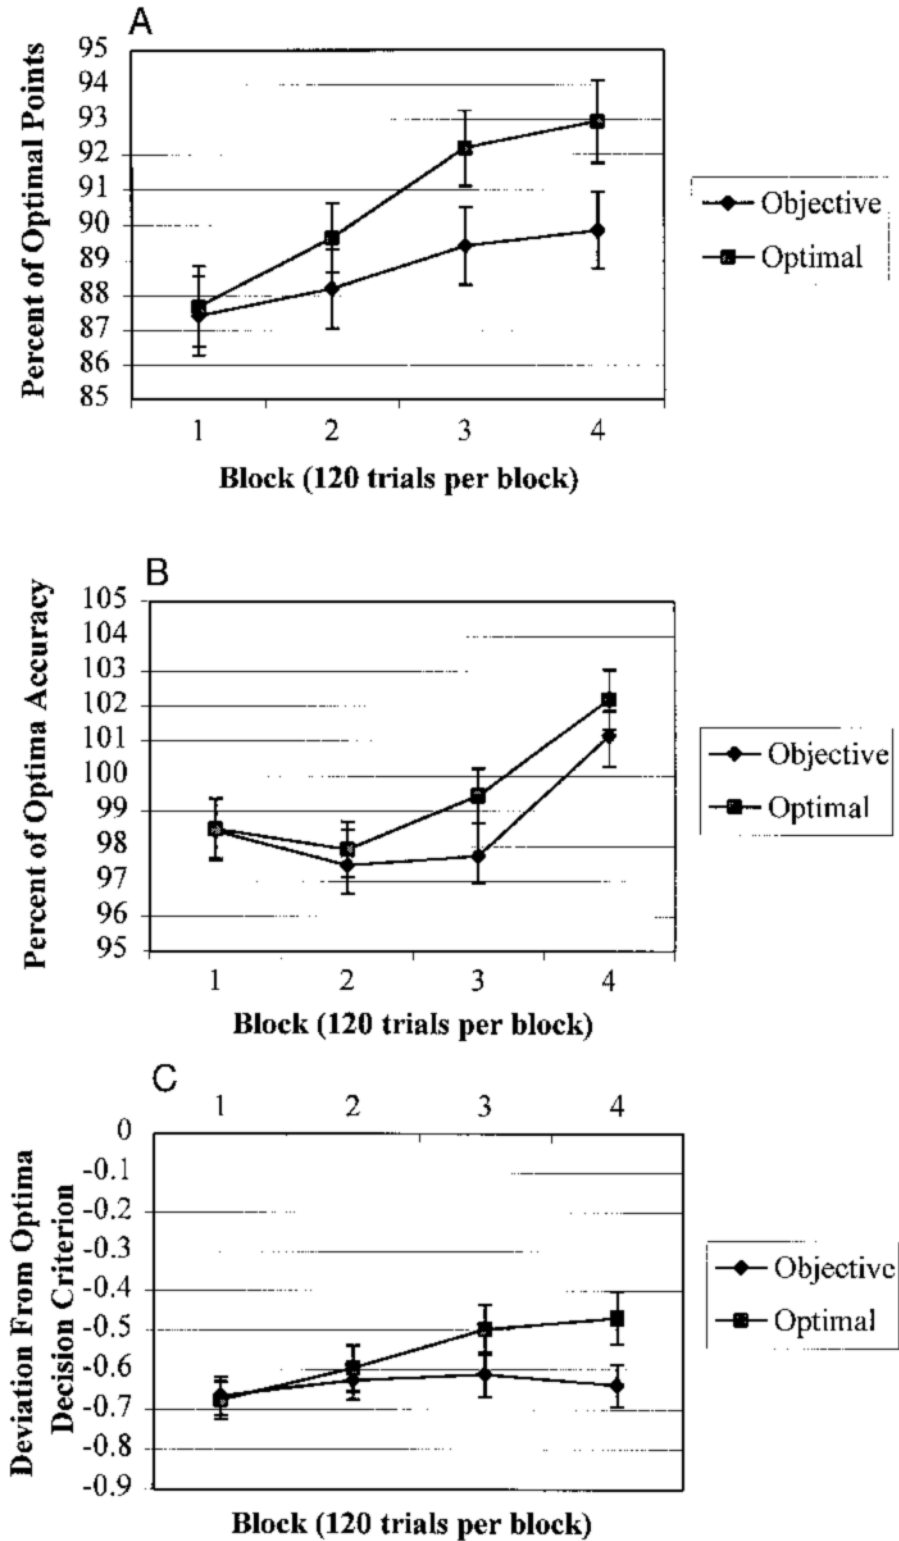 A
Percent of Optimal Points
95
94
93
92
91
90
89
88
87
86
85
1 2 3 4
Block (120 trials per block)
Objective
Optimal
B
Percent of Optima Accuracy
105
104
103
102
101
100
99
98
97
96
95
1 2 3 4
Block (120 trials per block)
Objective
Optimal
C
Deviation From Optima
Decision Criterion
1 2 3 4
0
-0.1
-0.2
-0.3
-0.4
-0.5
-0.6
-0.7
-0.8
-0.9
Block (120 trials per block)
Objective
Optimal